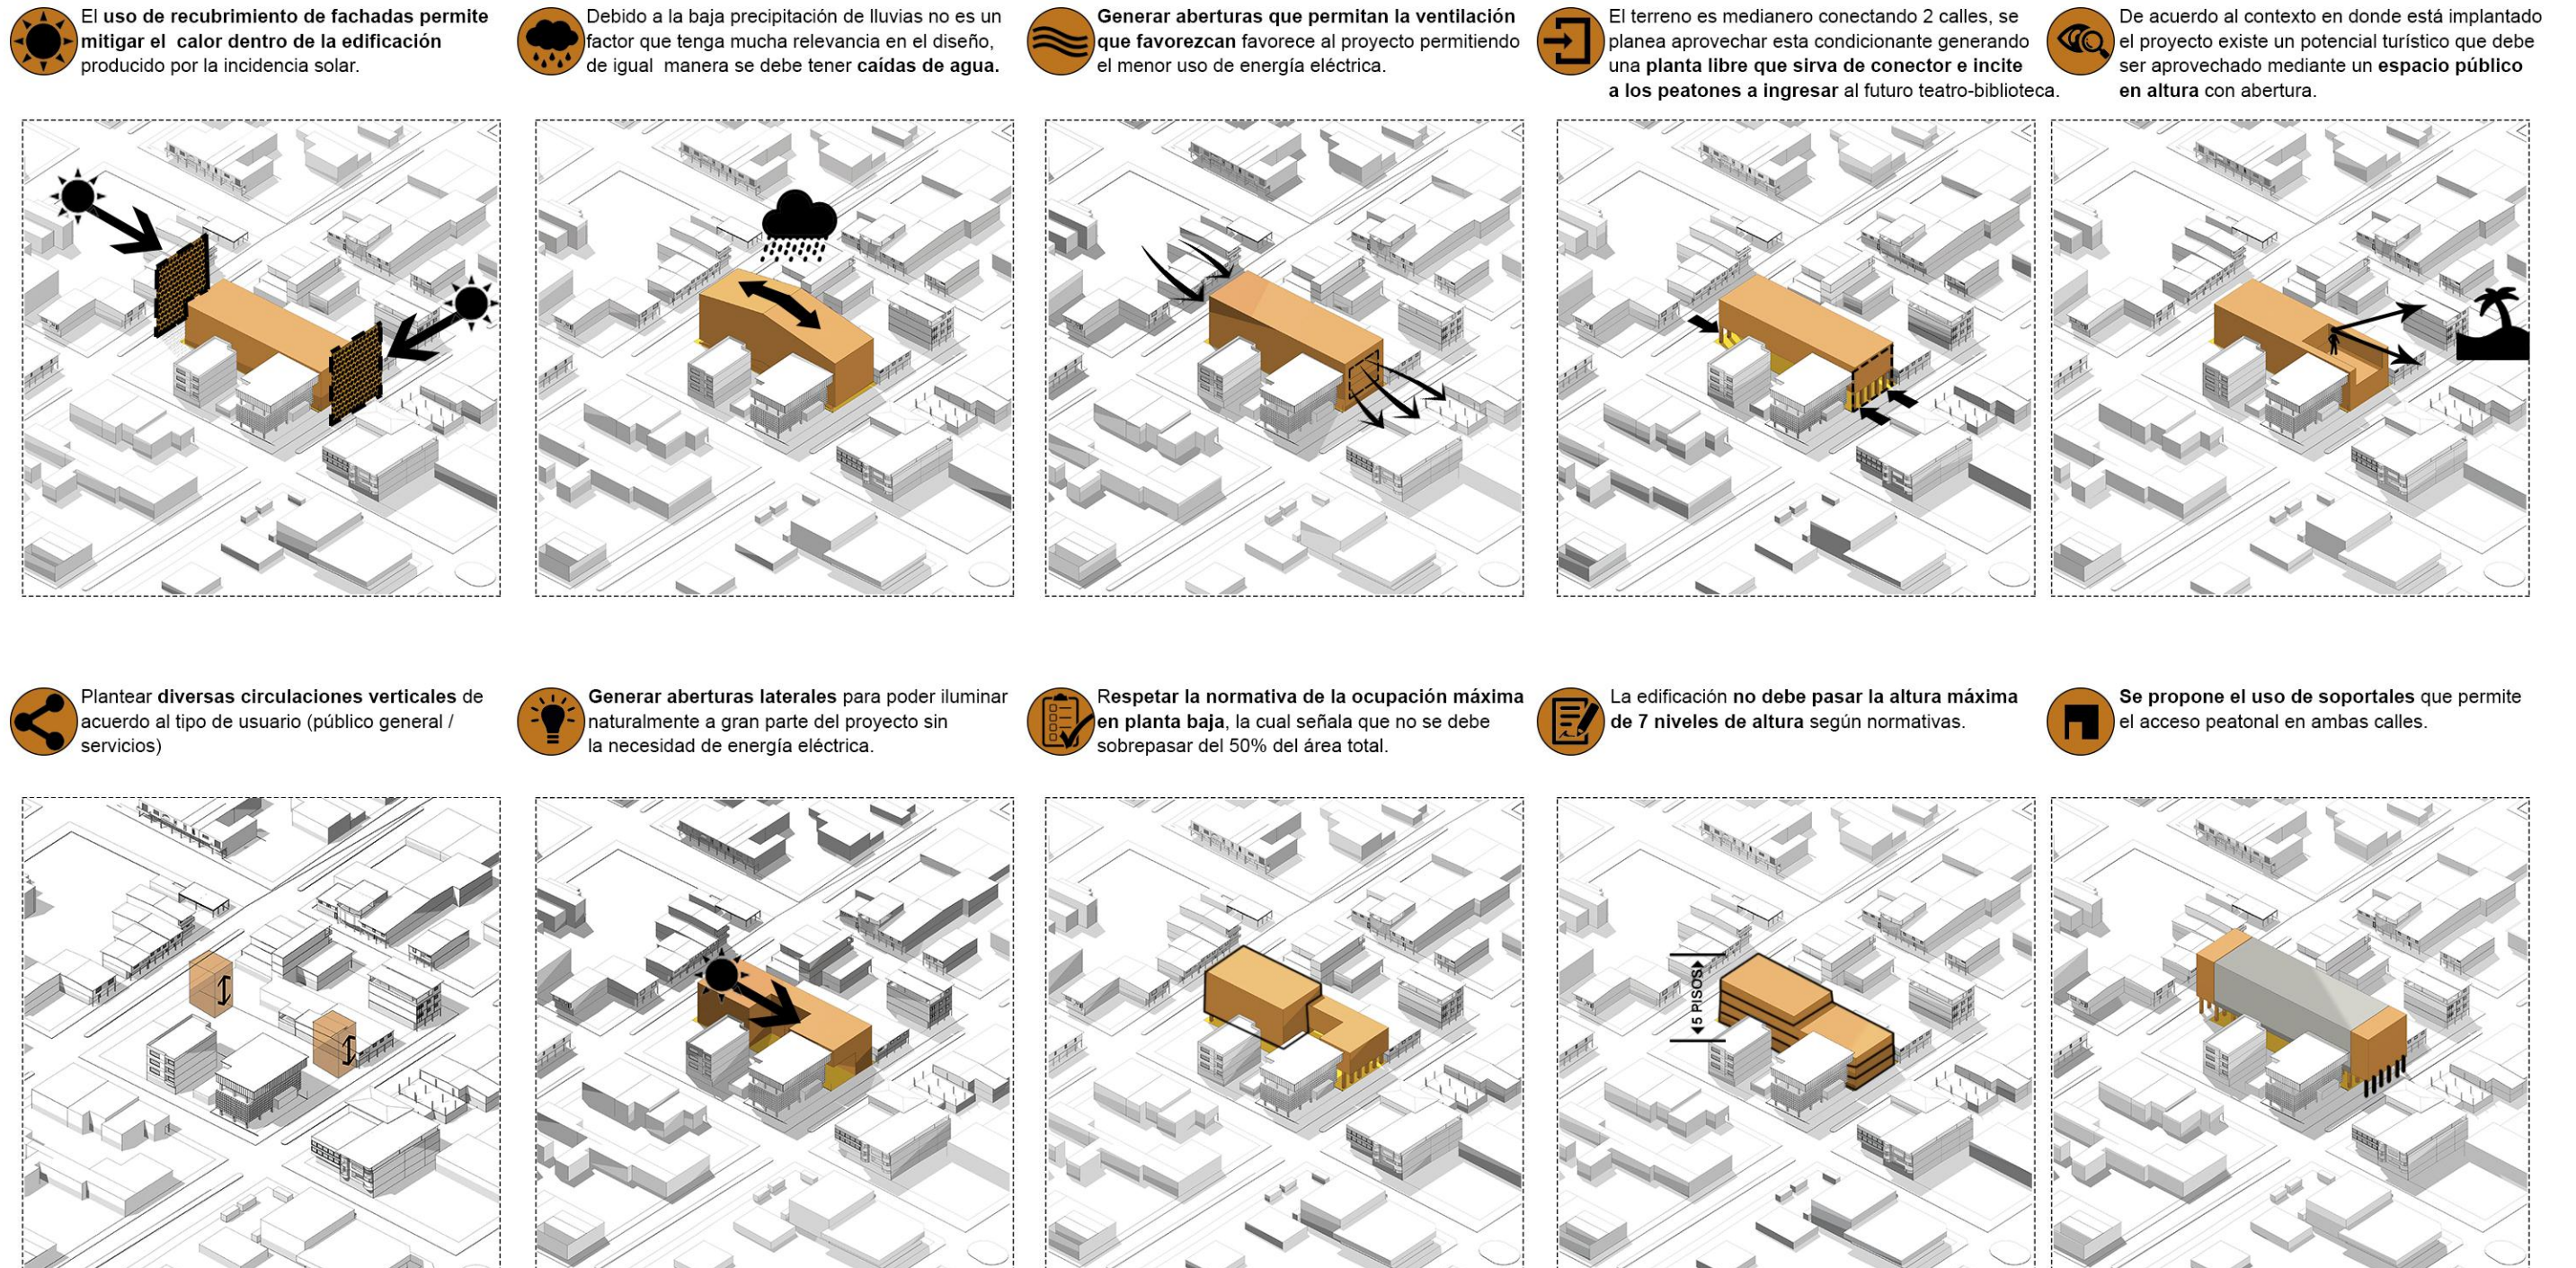 El uso de recubrimiento de fachadas permite
mitigar el calor dentro de la edificación
producido por la incidencia solar.
Debido a la baja precipitación de lluvias no es un
factor que tenga mucha relevancia en el diseño,
de igual manera se debe tener caídas de agua.
Generar aberturas que permitan la ventilación
que favorezcan favorece al proyecto permitiendo
el menor uso de energía eléctrica.
El terreno es medianero conectando 2 calles, se
planea aprovechar esta condicionante generando
una planta libre que sirva de conector e incite
a los peatones a ingresar al futuro teatro-biblioteca.
De acuerdo al contexto en donde está implantado
el proyecto existe un potencial turístico que debe
ser aprovechado mediante un espacio público
en altura con abertura.
Plantear diversas circulaciones verticales de
acuerdo al tipo de usuario (público general /
servicios)
Generar aberturas laterales para poder iluminar
naturalmente a gran parte del proyecto sin
la necesidad de energía eléctrica.
Respetar la normativa de la ocupación máxima
en planta baja, la cual señala que no se debe
sobrepasar del 50% del área total.
La edificación no debe pasar la altura máxima
de 7 niveles de altura según normativas.
Se propone el uso de soportales que permite
el acceso peatonal en ambas calles.
5 PISOS